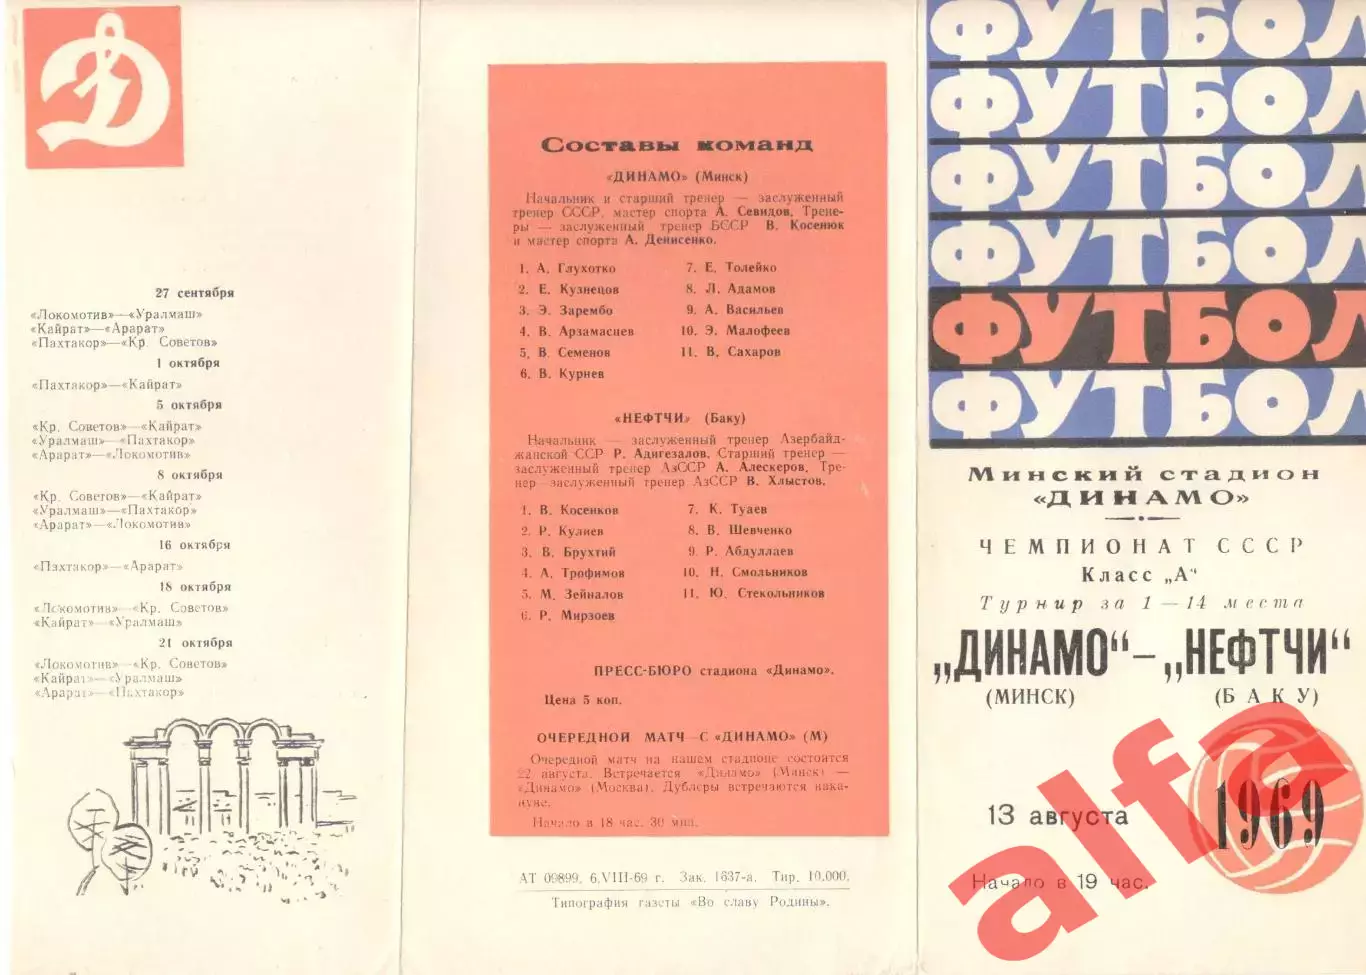 27 сентября
«Локомотив»—«Уралмаш»
«Кайрат»—«Арарат»
«Пахтакор»—«Кр. Советов»
1 октября
«Пахтакор»—«Кайрат»
5 октября
«Кр. Советов»—«Кайрат»
«Уралмаш»—«Пахтакор»
«Арарат»—«Локомотив»
8 октября
«Кр. Советов»—«Кайрат»
«Уралмаш»—«Пахтакор»
«Арарат»—«Локомотив»
16 октября
«Пахтакор»—«Арарат»
18 октября
«Локомотив»—«Кр. Советов»
«Кайрат»—«Уралмаш»
21 октября
«Локомотив»—«Кр. Советов»
«Кайрат»—«Уралмаш»
«Арарат»—«Пахтакор»
Составы команд
«ДИНАМО» (Минск)
Начальник и старший тренер — заслуженный
тренер СССР, мастер спорта А. Севидов. Трене-
ры — заслуженный тренер БССР В. Косенюк
и мастер спорта А. Денисенко.
1. А. Глухотко
2. Е. Кузнецов
3. Э. Зарембо
4. В. Арзамасцев
5. В. Семенов
6. В. Курнев
7. Е. Толейко
8. Л. Адамов
9. А. Васильев
10. Э. Малофеев
11. В. Сахаров
«НЕФТЧИ» (Баку)
Начальник — заслуженный тренер Азербайд-
жанской ССР Р. Адигезалов. Старший тренер —
заслуженный тренер АзССР А. Алескеров, Тре-
нер—заслуженный тренер АзССР В. Хлыстов.
1. В. Косенков
2. Р. Кулиев
3. В. Брухтий
4. А. Трофимов
5. М. Зейналов
6. Р. Мирзоев
7. К. Туаев
8. В. Шевченко
9. Р. Абдуллаев
10. Н. Смольников
11. Ю. Стекольников
ПРЕСС-БЮРО стадиона «Динамо».
Цена 5 коп.
ОЧЕРЕДНОЙ МАТЧ — С «ДИНАМО» (М)
Очередной матч на нашем стадионе состоится
22 августа. Встречается «Динамо» (Минск) —
«Динамо» (Москва). Дублеры встречаются нака-
нуне.
Начало в 18 час. 30 мин.
АТ 09899. 6.VIII-69 г. Зак. 1637-а. Тир. 10.000.
Типография газеты «Во славу Родины».
ФУТБОЛ
ФУТБОЛ
ФУТБОЛ
ФУТБОЛ
ФУТБОЛ
ФУТБОЛ
Минский стадион
«ДИНАМО»
ЧЕМПИОНАТ СССР
Класс „А“
Турнир за 1—14 места
„ДИНАМО“—„НЕФТЧИ“
(МИНСК) (БАКУ)
13 августа 1969
Начало в 19 час.
alfa